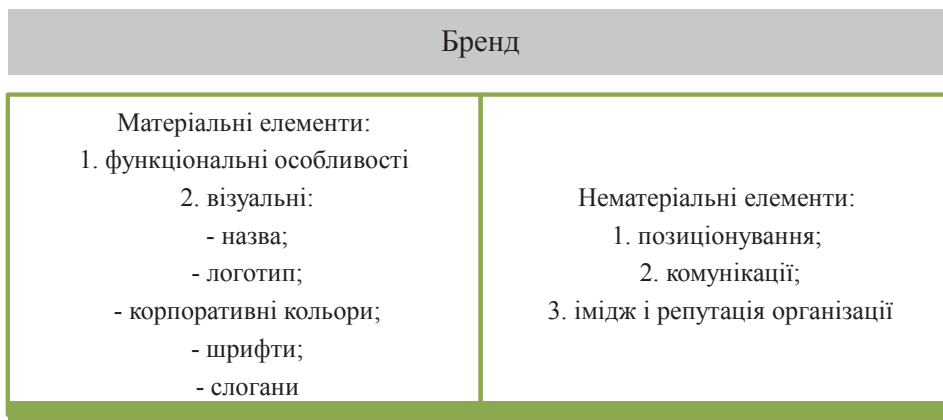 Бренд
Матеріальні елементи:
1. функціональні особливості
2. візуальні:
- назва;
- логотип;
- корпоративні кольори;
- шрифти;
- слогани
Нематеріальні елементи:
1. позиціонування;
2. комунікації;
3. імідж і репутація організації